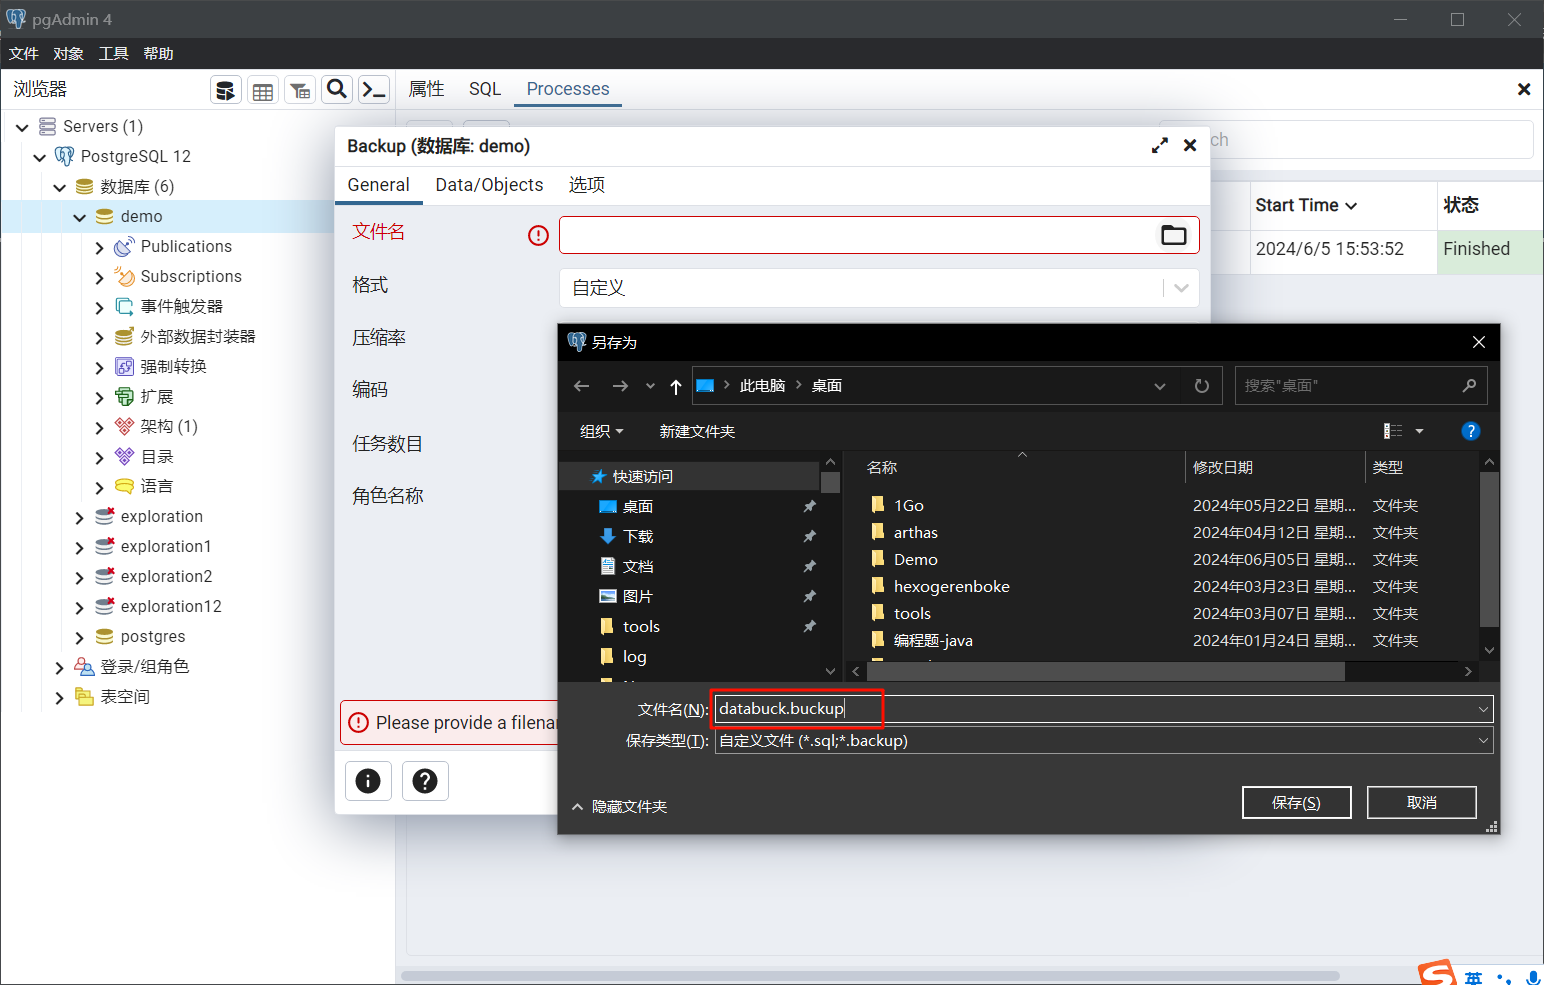 pgAdmin 4
文件 对象 工具 帮助
浏览器
属性 SQL Processes
Servers (1)
PostgreSQL 12
数据库 (6)
demo
Publications
Subscriptions
事件触发器
外部数据封装器
强制转换
扩展
架构 (1)
目录
语言
exploration
exploration1
exploration2
exploration12
postgres
登录/组角色
表空间
Start Time 状态
2024/6/5 15:53:52 Finished
Backup (数据库: demo)
General Data/Objects 选项
文件名
格式 自定义
压缩率
编码
任务数目
角色名称
Please provide a
另存为
此电脑 桌面
搜索"桌面"
组织 新建文件夹
快速访问
桌面
下载
文档
图片
tools
log
名称 修改日期 类型
1Go 2024年05月22日 星期... 文件夹
arthas 2024年04月12日 星期... 文件夹
Demo 2024年06月05日 星期... 文件夹
hexogerenboke 2024年03月23日 星期... 文件夹
tools 2024年03月07日 星期... 文件夹
编程题-java 2024年01月24日 星期... 文件夹
文件名(N): databuck.buckup
保存类型(T): 自定义文件 (*.sql;*.backup)
隐藏文件夹
保存(S) 取消
英